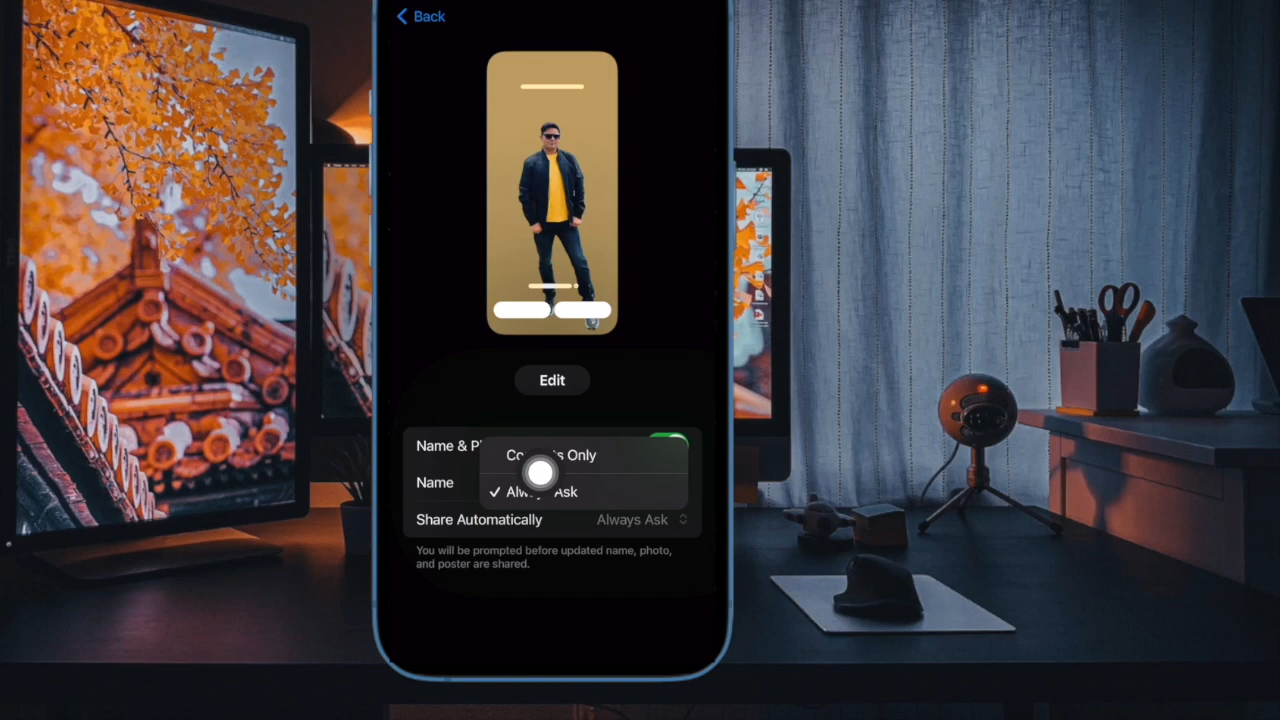 Back
Edit
Name & P
Only
Name
Ask
Share Automatically
Always Ask
You will be prompted before updated name, photo,
and poster are shared.